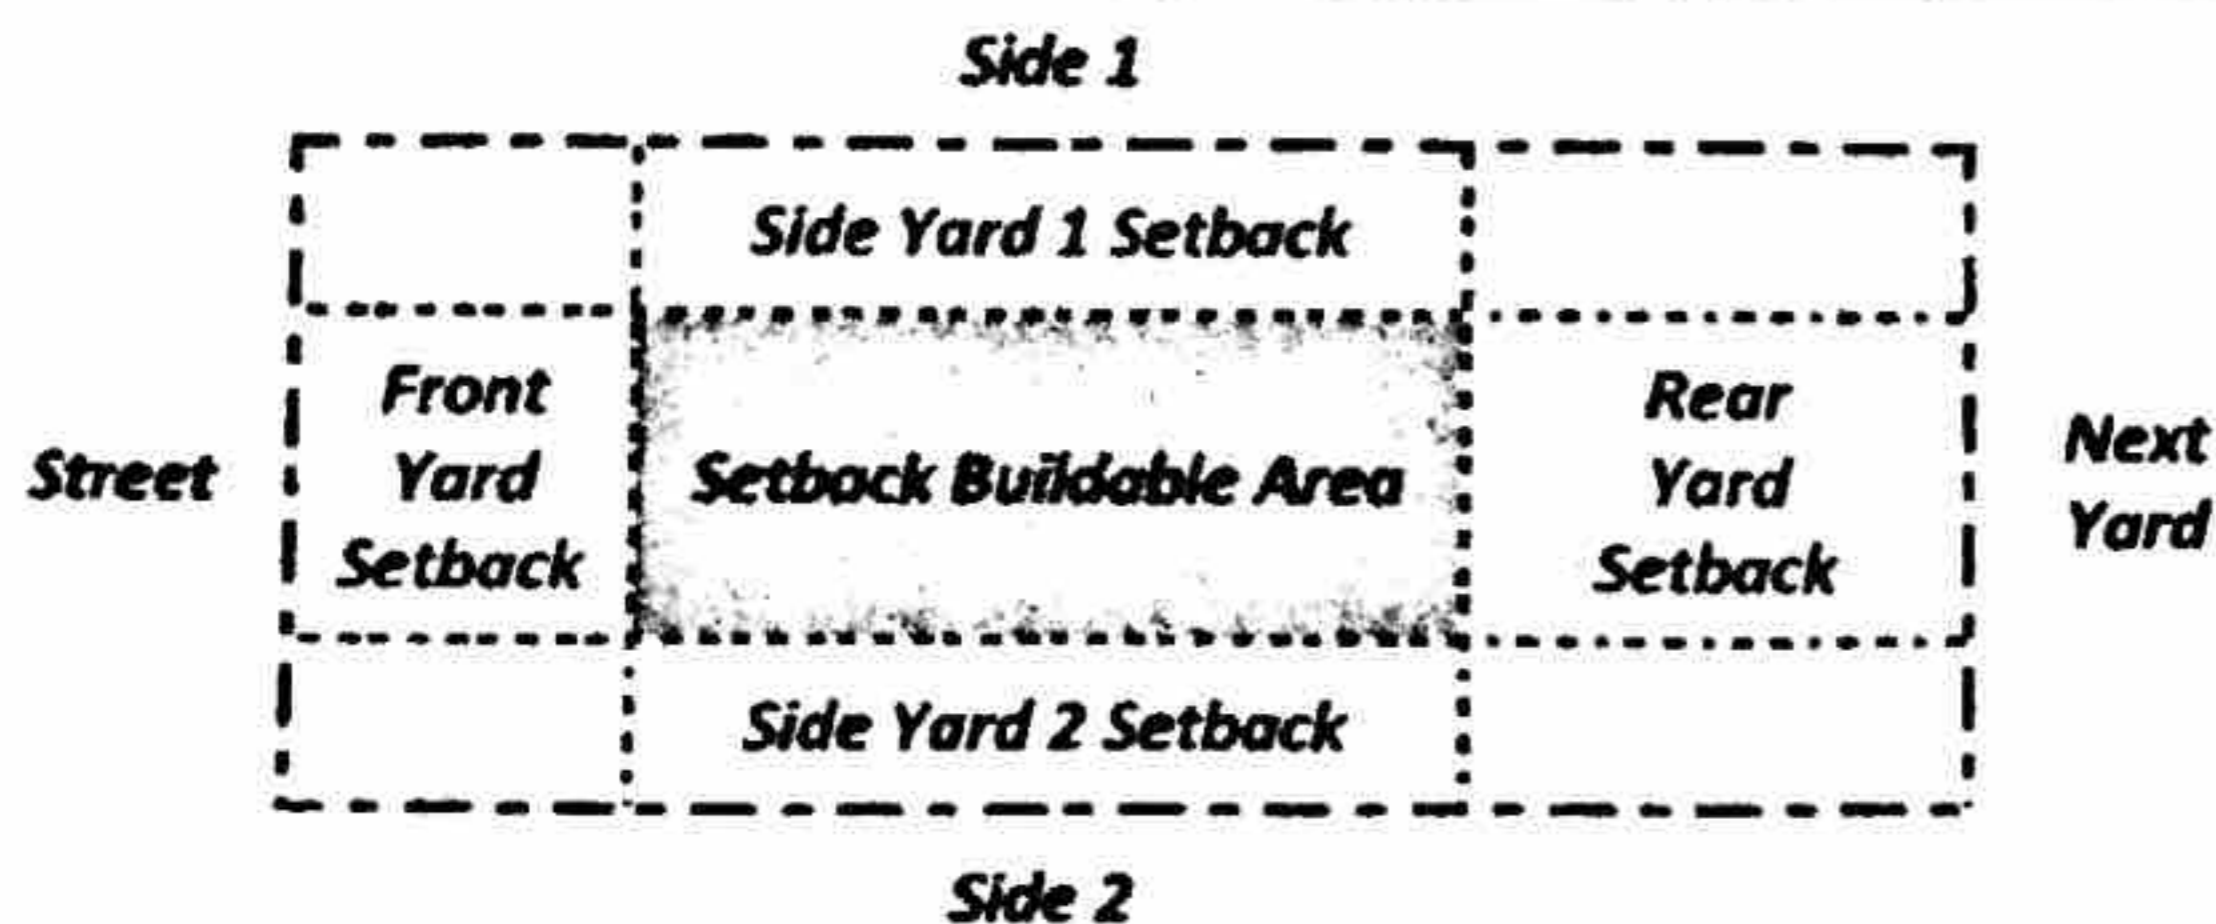 Side 1
Side Yard 1 Setback
Front
Yard
Setback
Street
Setback Buildable Area
Rear
Yard
Setback
Next
Yard
Side Yard 2 Setback
Side 2